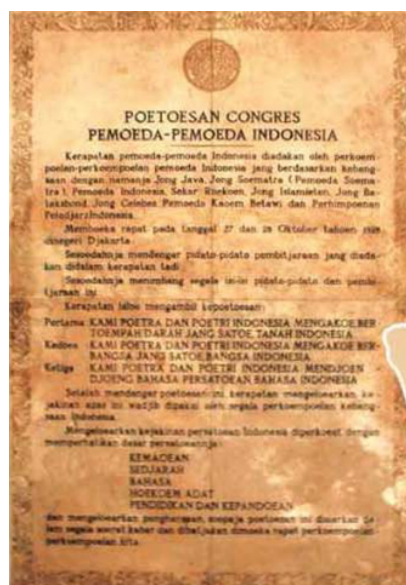 POETOESAN CONGRES
PEMOEDA-PEMOEDA INDONESIA
Kerapatan pemoeda-pemoeda Indonesia diadakan oleh perkoem-
poelan-perkoempoelan pemoeda Indonesia jang berdasarkan kebang-
saan dengan namanja Jong Java, Jong Soematra (Pemoeda Soema-
tra), Pemoeda Indonesia, Sekar Roekoen, Jong Islamieten, Jong Ba-
taksbond, Jong Celebes, Pemoeda Kaoem Betawi dan Perhimpoenan
Peladjar Indonesia.
Memboeka rapat pada tanggal 27 dan 28 Oktober tahoen 1928
dinegeri Djakarta
Sesoedahnja mendengar pidato-pidato pembitjaraan jang diada-
kan didalam kerapatan tadi
Sesoedahnja menimbang segala isi-isi pidato-pidato dan pembi-
tjaraan ini
Kerapatan laloe mengambil kepoetoesan:
Pertama KAMI POETRA DAN POETRI INDONESIA MENGAKOE BER-
TOEMPAH DARAH JANG SATOE, TANAH INDONESIA
Kedoea KAMI POETRA DAN POETRI INDONESIA MENGAKOE BER-
BANGSA JANG SATOE, BANGSA INDONESIA
Ketiga KAMI POETRA DAN POETRI INDONESIA MENDJOEN-
DJOENG BAHASA PERSATOEAN, BAHASA INDONESIA
Setelah mendengar poetoesan ini, kerapatan mengeloearkan ke-
jakinan azas ini wadjib dipakai oleh segala perkoempoelan kebang-
saan Indonesia.
Mengeloearkan kejakinan persatoean Indonesia diperkoeat dengan
memperhatikan dasar persatoeannja:
KEMAOEAN
SEDJARAH
BAHASA
HOEKOEM ADAT
PENDIDIKAN DAN KEPANDOEAN
dan mengeloearkan pengharapan, soepaja poetoesan ini disiarkan da-
lam segala soerat kabar dan dibatjakan dimoeka rapat perkoempoelan-
perkoempoelan kita.